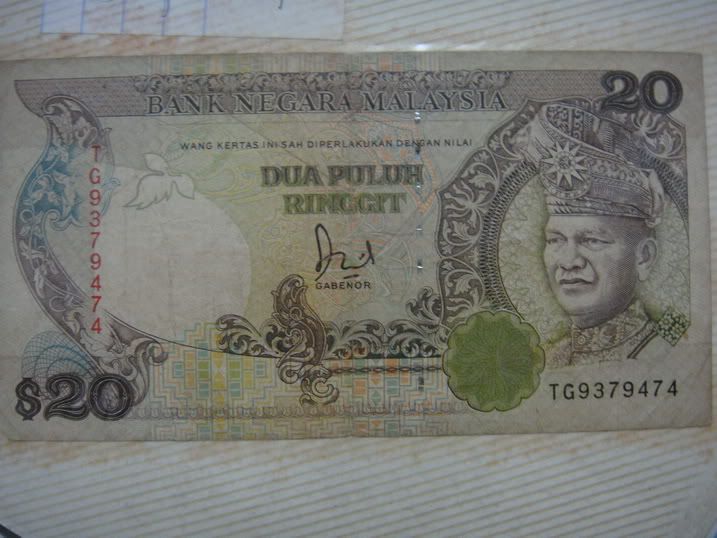 20
BANK NEGARA MALAYSIA
WANG KERTAS INI SAH DIPERLAKUKAN DENGAN NILAI
DUA PULUH
RINGGIT
TG9379474
GABENOR
$20
TG9379474